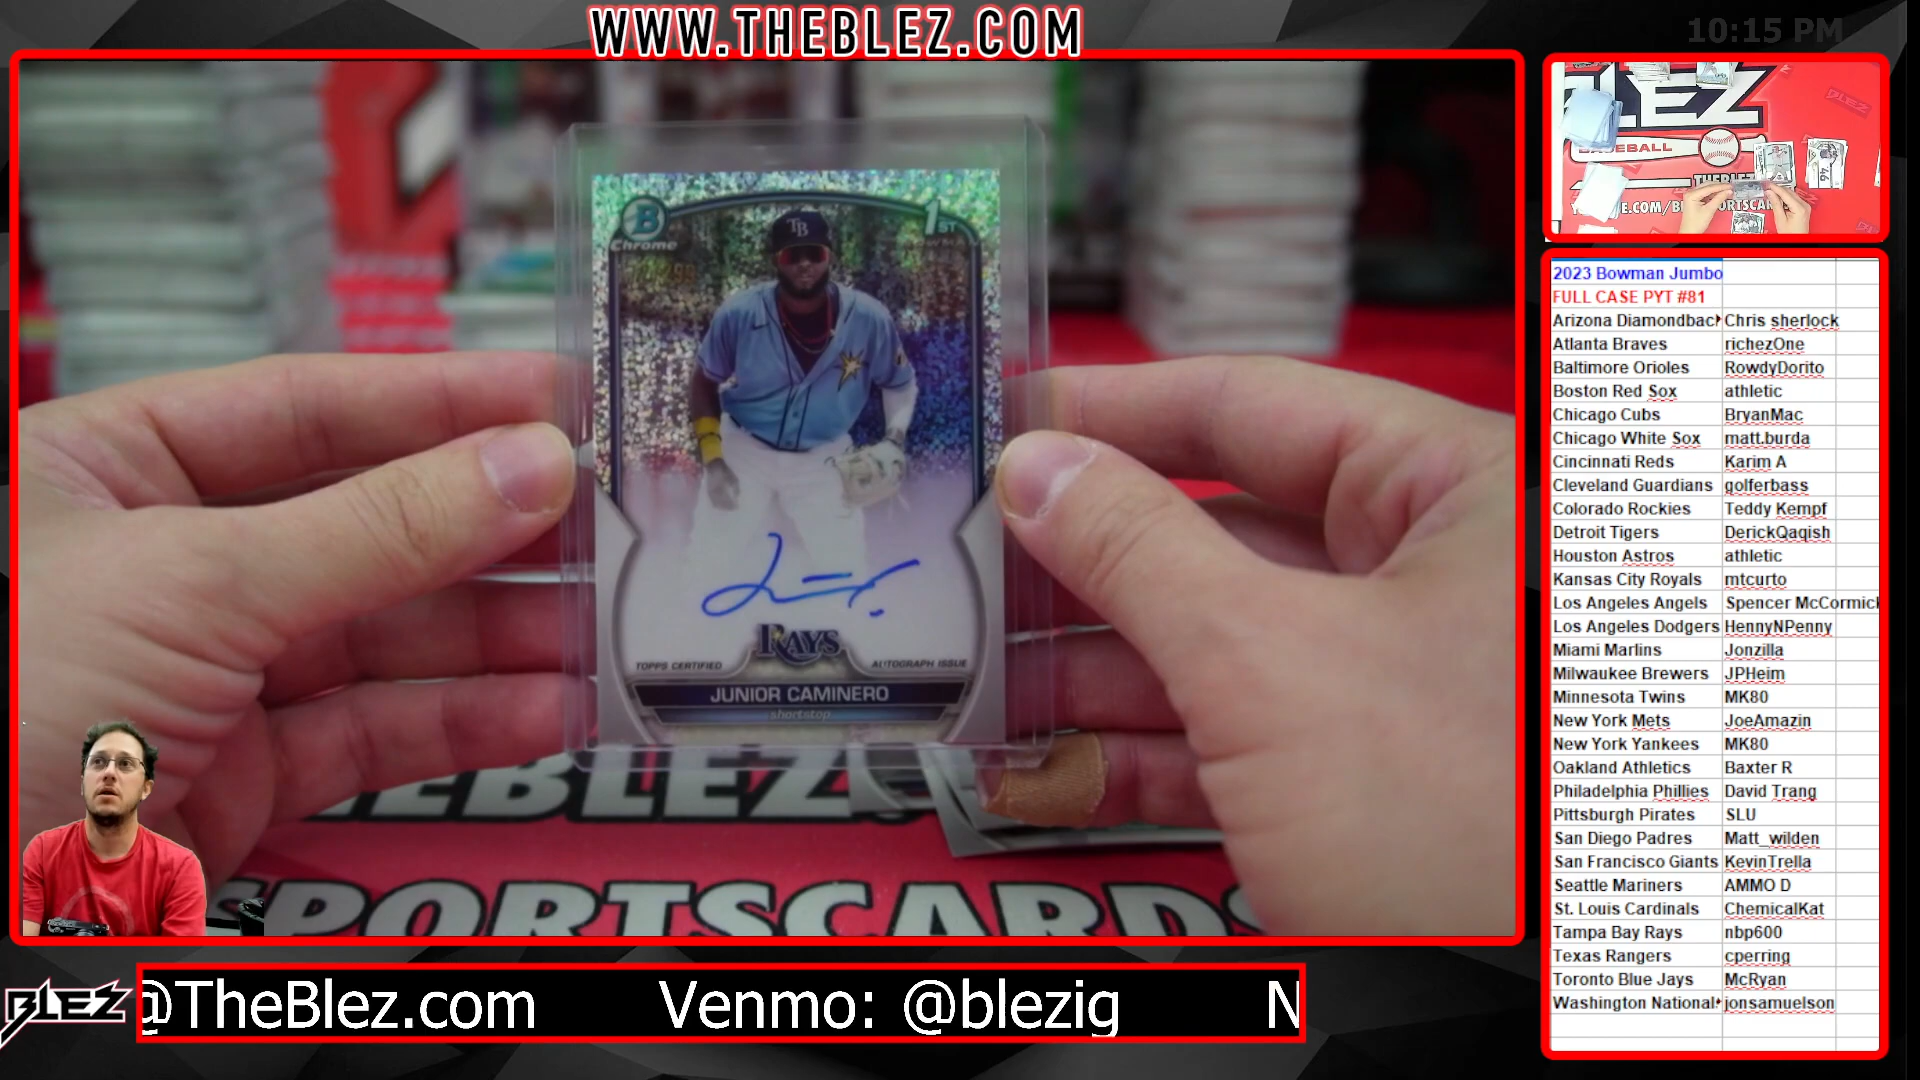 WWW.THEBLEZ.COM
10:15 PM
B
Chrome
1ST
TB
Rays
TOPPS CERTIFIED
AUTOGRAPH ISSUE
JUNIOR CAMINERO
shortstop
THEBLEZ
SPORTSCARDS
BASEBALL
2023 Bowman Jumbo
FULL CASE PYT #81
Arizona Diamondback Chris sherlock
Atlanta Braves richezOne
Baltimore Orioles RowdyDorito
Boston Red Sox athletic
Chicago Cubs BryanMac
Chicago White Sox matt.burda
Cincinnati Reds Karim A
Cleveland Guardians golferbass
Colorado Rockies Teddy Kempf
Detroit Tigers DerickQaqish
Houston Astros athletic
Kansas City Royals mtcurto
Los Angeles Angels Spencer McCormick
Los Angeles Dodgers HennyNPenny
Miami Marlins Jonzilla
Milwaukee Brewers JPHeim
Minnesota Twins MK80
New York Mets JoeAmazin
New York Yankees MK80
Oakland Athletics Baxter R
Philadelphia Phillies David Trang
Pittsburgh Pirates SLU
San Diego Padres Matt_wilden
San Francisco Giants KevinTrella
Seattle Mariners AMMO D
St. Louis Cardinals ChemicalKat
Tampa Bay Rays nbp600
Texas Rangers cperring
Toronto Blue Jays McRyan
Washington National jonsamuelson
BLEZ
@TheBlez.com Venmo: @blezig N